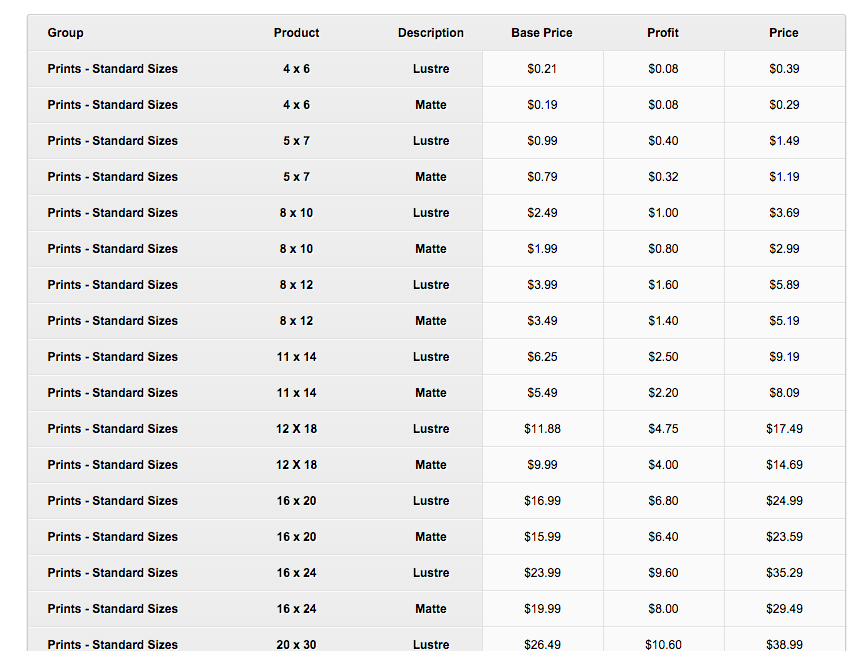 Group Product Description Base Price Profit Price
Prints - Standard Sizes 4 x 6 Lustre $0.21 $0.08 $0.39
Prints - Standard Sizes 4 x 6 Matte $0.19 $0.08 $0.29
Prints - Standard Sizes 5 x 7 Lustre $0.99 $0.40 $1.49
Prints - Standard Sizes 5 x 7 Matte $0.79 $0.32 $1.19
Prints - Standard Sizes 8 x 10 Lustre $2.49 $1.00 $3.69
Prints - Standard Sizes 8 x 10 Matte $1.99 $0.80 $2.99
Prints - Standard Sizes 8 x 12 Lustre $3.99 $1.60 $5.89
Prints - Standard Sizes 8 x 12 Matte $3.49 $1.40 $5.19
Prints - Standard Sizes 11 x 14 Lustre $6.25 $2.50 $9.19
Prints - Standard Sizes 11 x 14 Matte $5.49 $2.20 $8.09
Prints - Standard Sizes 12 X 18 Lustre $11.88 $4.75 $17.49
Prints - Standard Sizes 12 X 18 Matte $9.99 $4.00 $14.69
Prints - Standard Sizes 16 x 20 Lustre $16.99 $6.80 $24.99
Prints - Standard Sizes 16 x 20 Matte $15.99 $6.40 $23.59
Prints - Standard Sizes 16 x 24 Lustre $23.99 $9.60 $35.29
Prints - Standard Sizes 16 x 24 Matte $19.99 $8.00 $29.49
Prints - Standard Sizes 20 x 30 Lustre $26.49 $10.60 $38.99